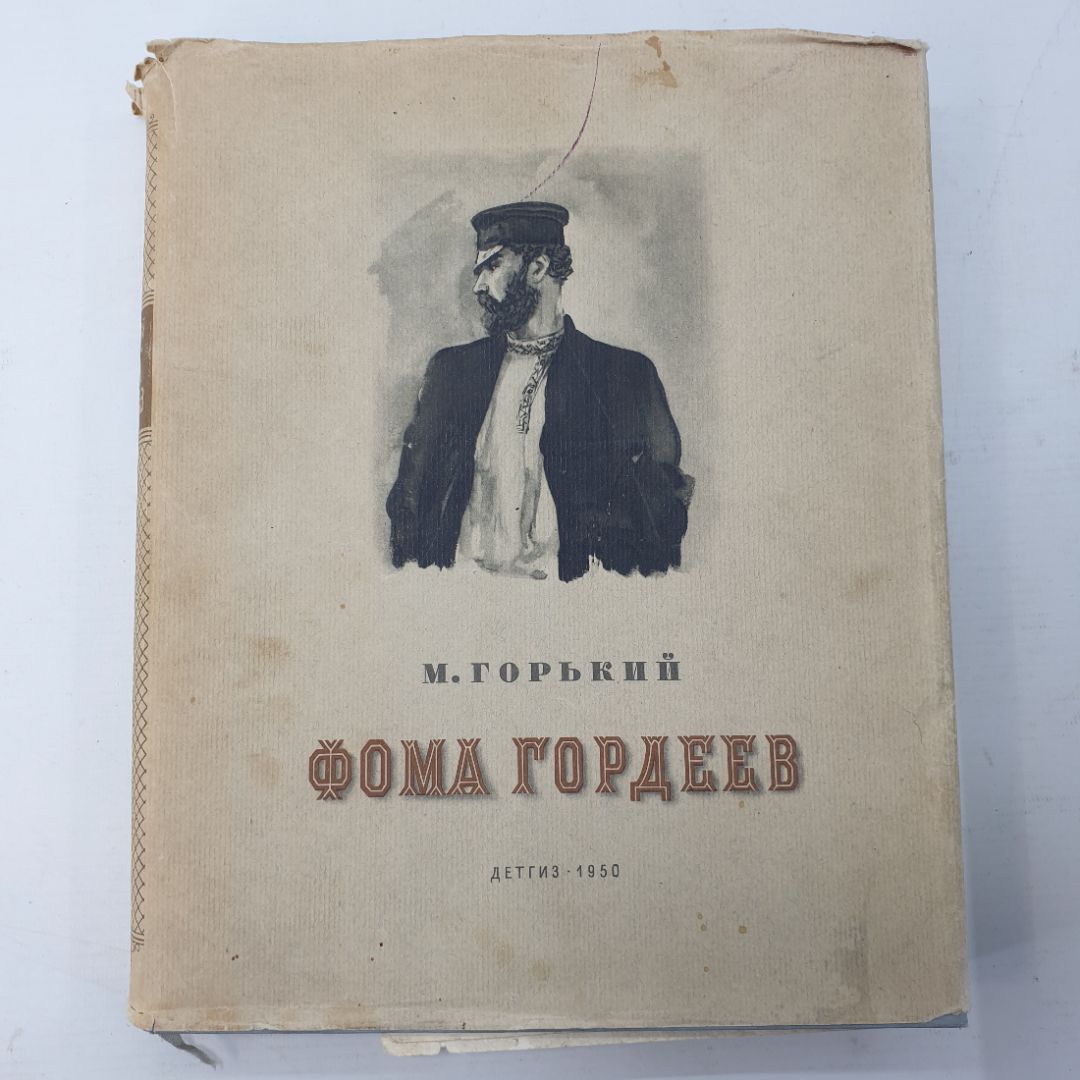 М. ГОРЬКИЙ
ФОМА ГОРДЕЕВ
ДЕТГИЗ · 1950